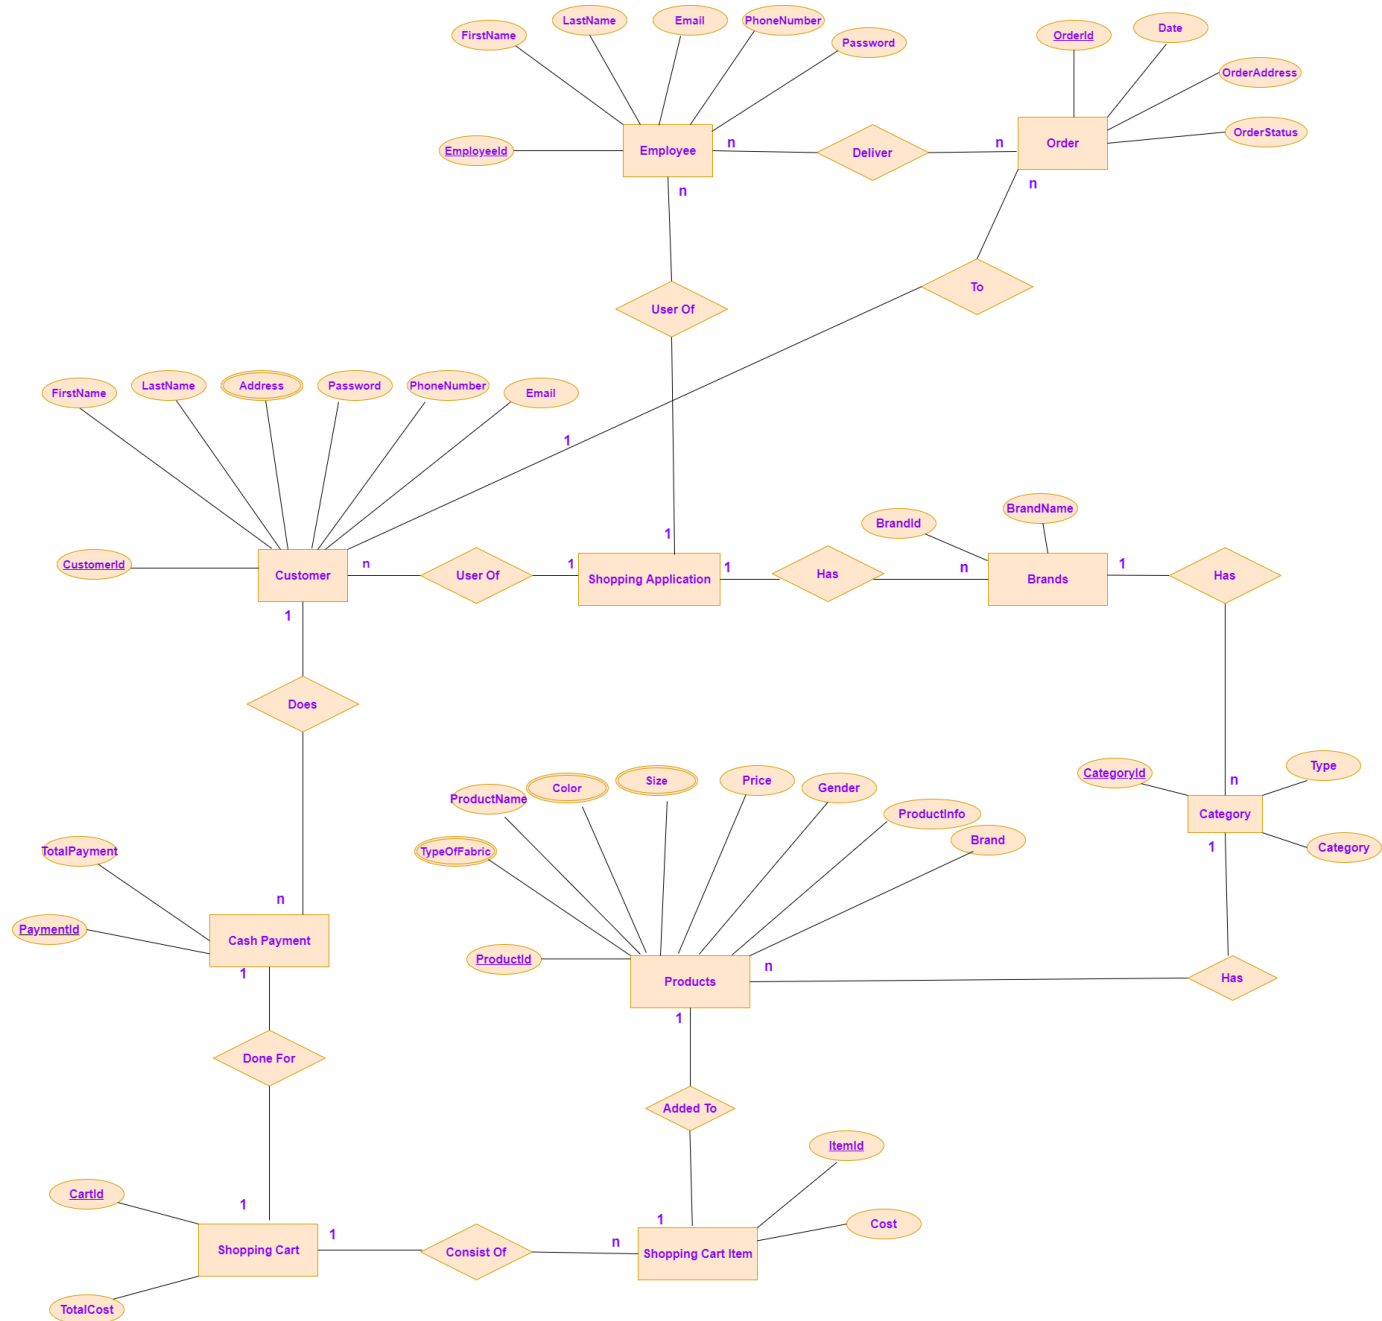 LastName
Email
PhoneNumber
FirstName
Password
OrderId
Date
OrderAddress
OrderStatus
EmployeeId
Employee
n
Deliver
n
Order
n
n
User Of
To
FirstName
LastName
Address
Password
PhoneNumber
Email
1
BrandId
BrandName
1
CustomerId
Customer
n
User Of
1
Shopping Application
1
Has
n
Brands
1
Has
1
Does
ProductName
Color
Size
Price
Gender
ProductInfo
Brand
TypeOfFabric
CategoryId
Type
n
Category
1
Category
TotalPayment
n
PaymentId
Cash Payment
1
ProductId
Products
n
Has
1
Done For
Added To
ItemId
CartId
1
Shopping Cart
1
Consist Of
n
1
Shopping Cart Item
Cost
TotalCost